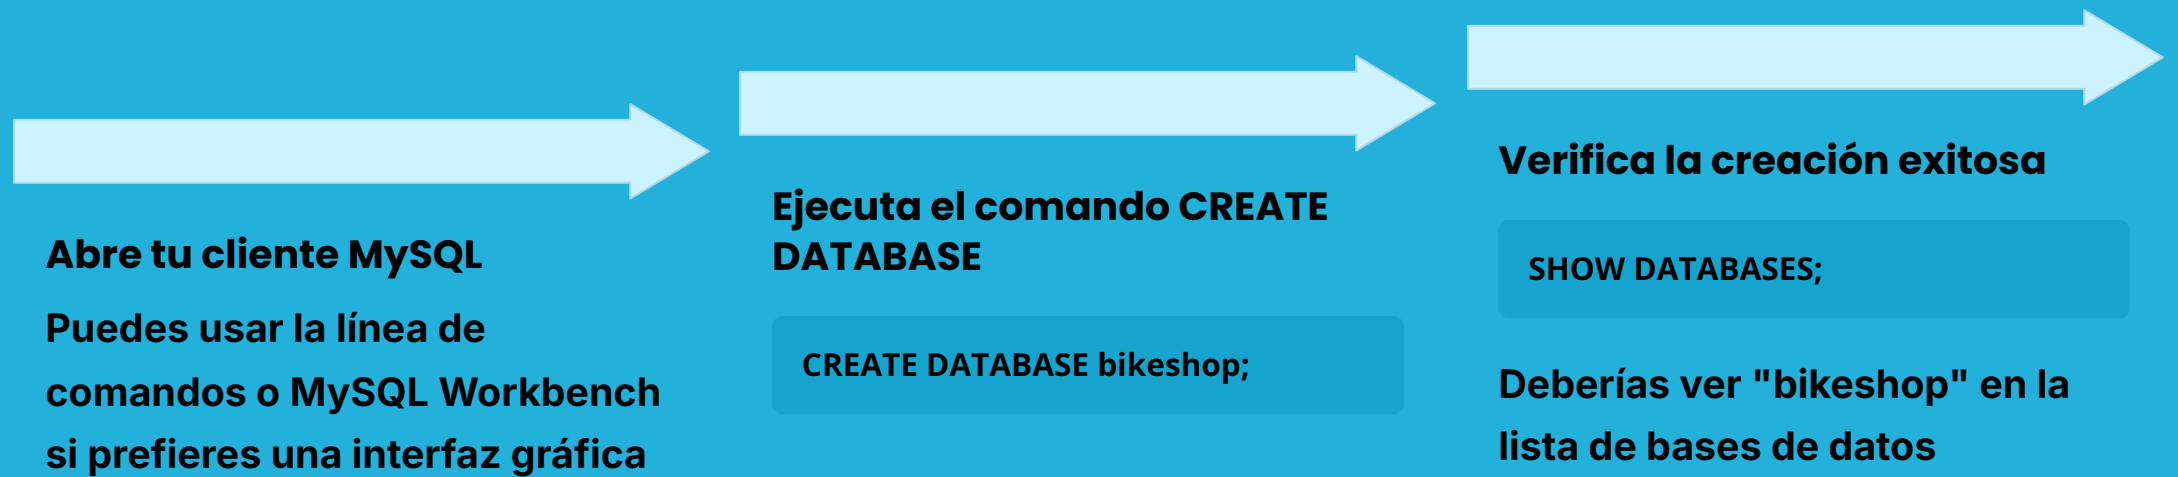 Abre tu cliente MySQL
Puedes usar la línea de
comandos o MySQL Workbench
si prefieres una interfaz gráfica
Ejecuta el comando CREATE
DATABASE
CREATE DATABASE bikeshop;
Verifica la creación exitosa
SHOW DATABASES;
Deberías ver "bikeshop" en la
lista de bases de datos